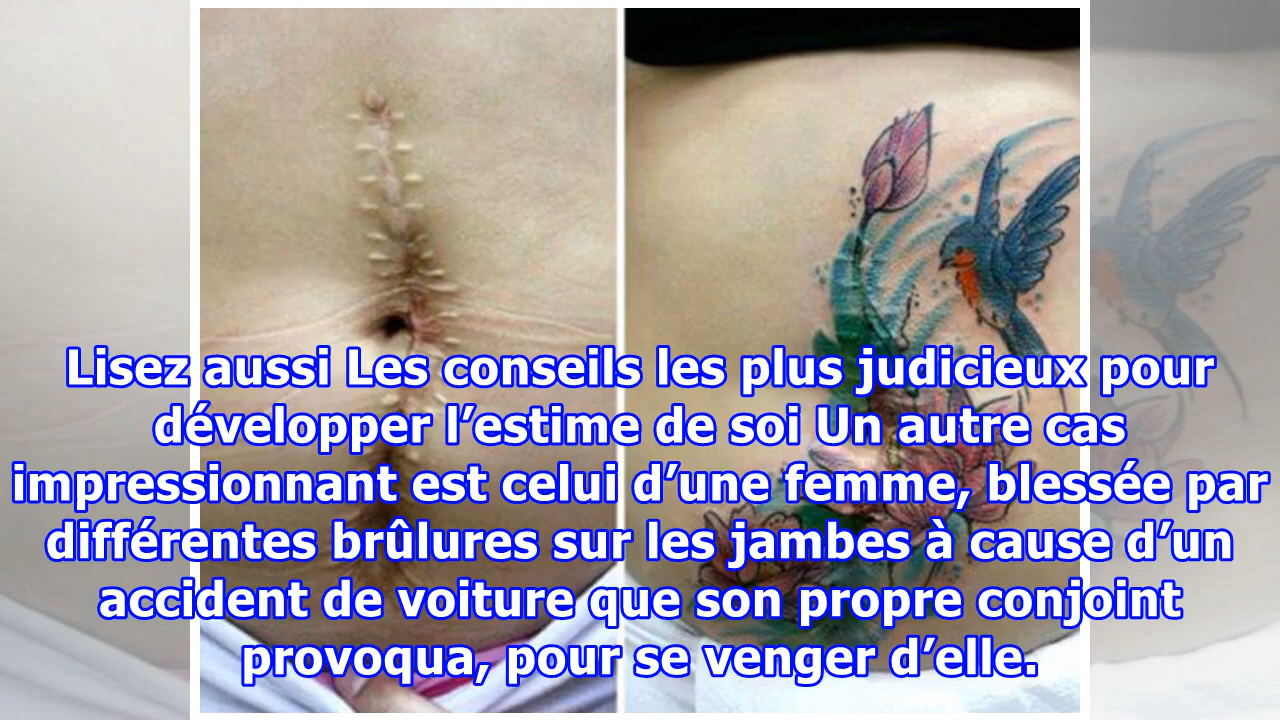 Lisez aussi Les conseils les plus judicieux pour
développer l’estime de soi Un autre cas
impressionnant est celui d’une femme, blessée par
différentes brûlures sur les jambes à cause d’un
accident de voiture que son propre conjoint
provoqua, pour se venger d’elle.